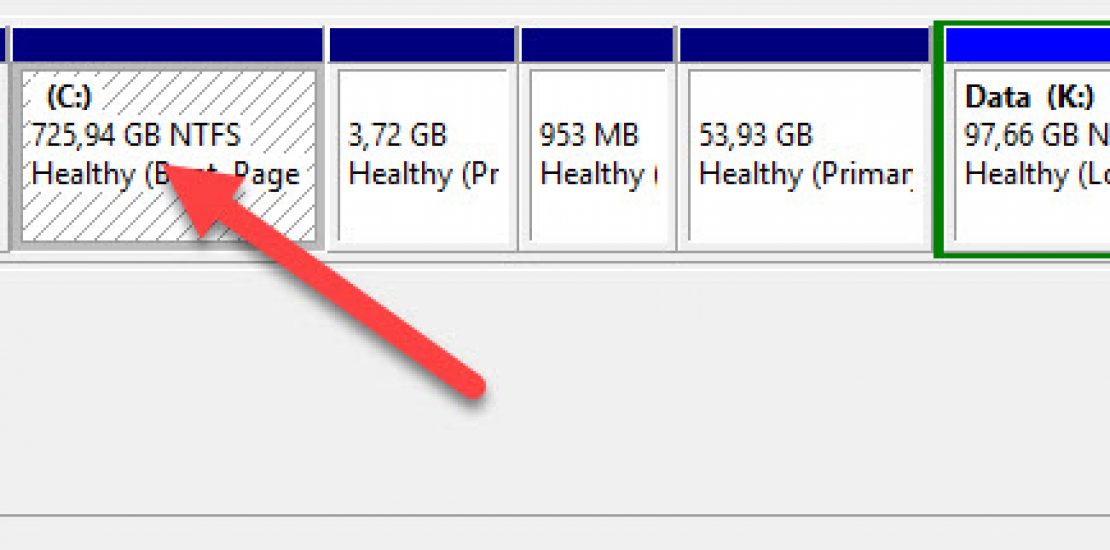 (C:)
725,94 GB NTFS
Healthy (Boot, Page
3,72 GB
Healthy (Pr
953 MB
Healthy (
53,93 GB
Healthy (Primar
Data (K:)
97,66 GB N
Healthy (Lo